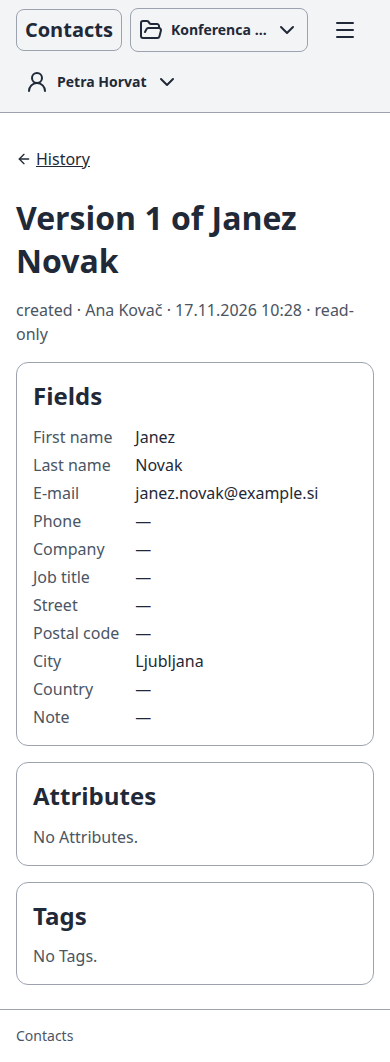 Contacts
Konferenca ...
Petra Horvat
← History
Version 1 of Janez
Novak
created · Ana Kovač · 17.11.2026 10:28 · read-
only
Fields
First name Janez
Last name Novak
E-mail janez.novak@example.si
Phone —
Company —
Job title —
Street —
Postal code —
City Ljubljana
Country —
Note —
Attributes
No Attributes.
Tags
No Tags.
Contacts